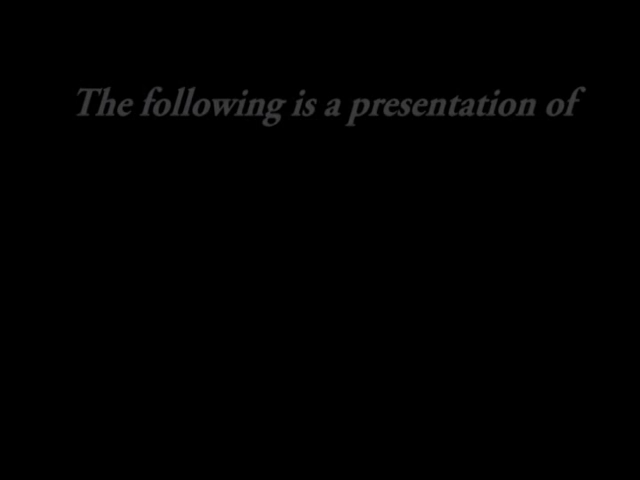 The following is a presentation of